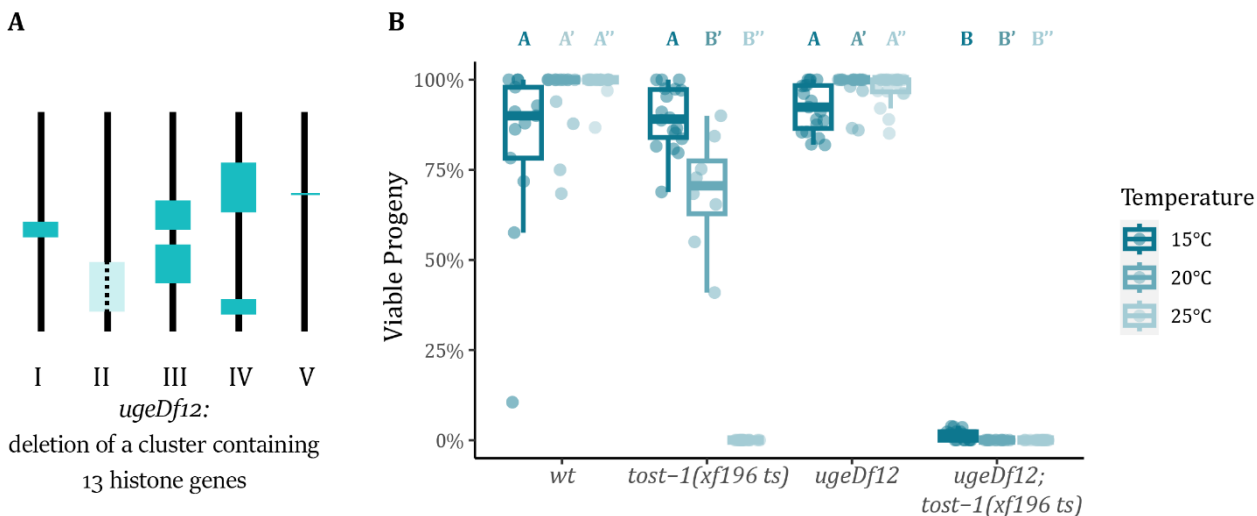 A
I II III IV V
ugeDf12:
deletion of a cluster containing
13 histone genes
B
A A' A'' A B' B'' A A' A'' B B' B''
Viable Progeny
100%
75%
50%
25%
0%
wt tost-1(xf196 ts) ugeDf12 ugeDf12;
tost-1(xf196 ts)
Temperature
15°C
20°C
25°C